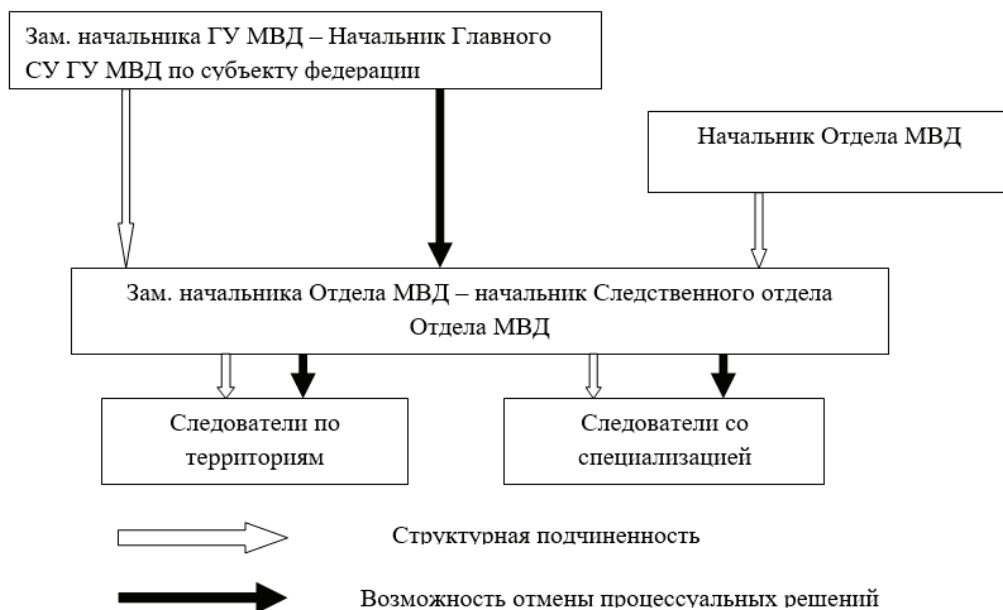 Зам. начальника ГУ МВД – Начальник Главного
СУ ГУ МВД по субъекту федерации
Начальник Отдела МВД
Зам. начальника Отдела МВД – начальник Следственного отдела
Отдела МВД
Следователи по
территориям
Следователи со
специализацией
Структурная подчиненность
Возможность отмены процессуальных решений